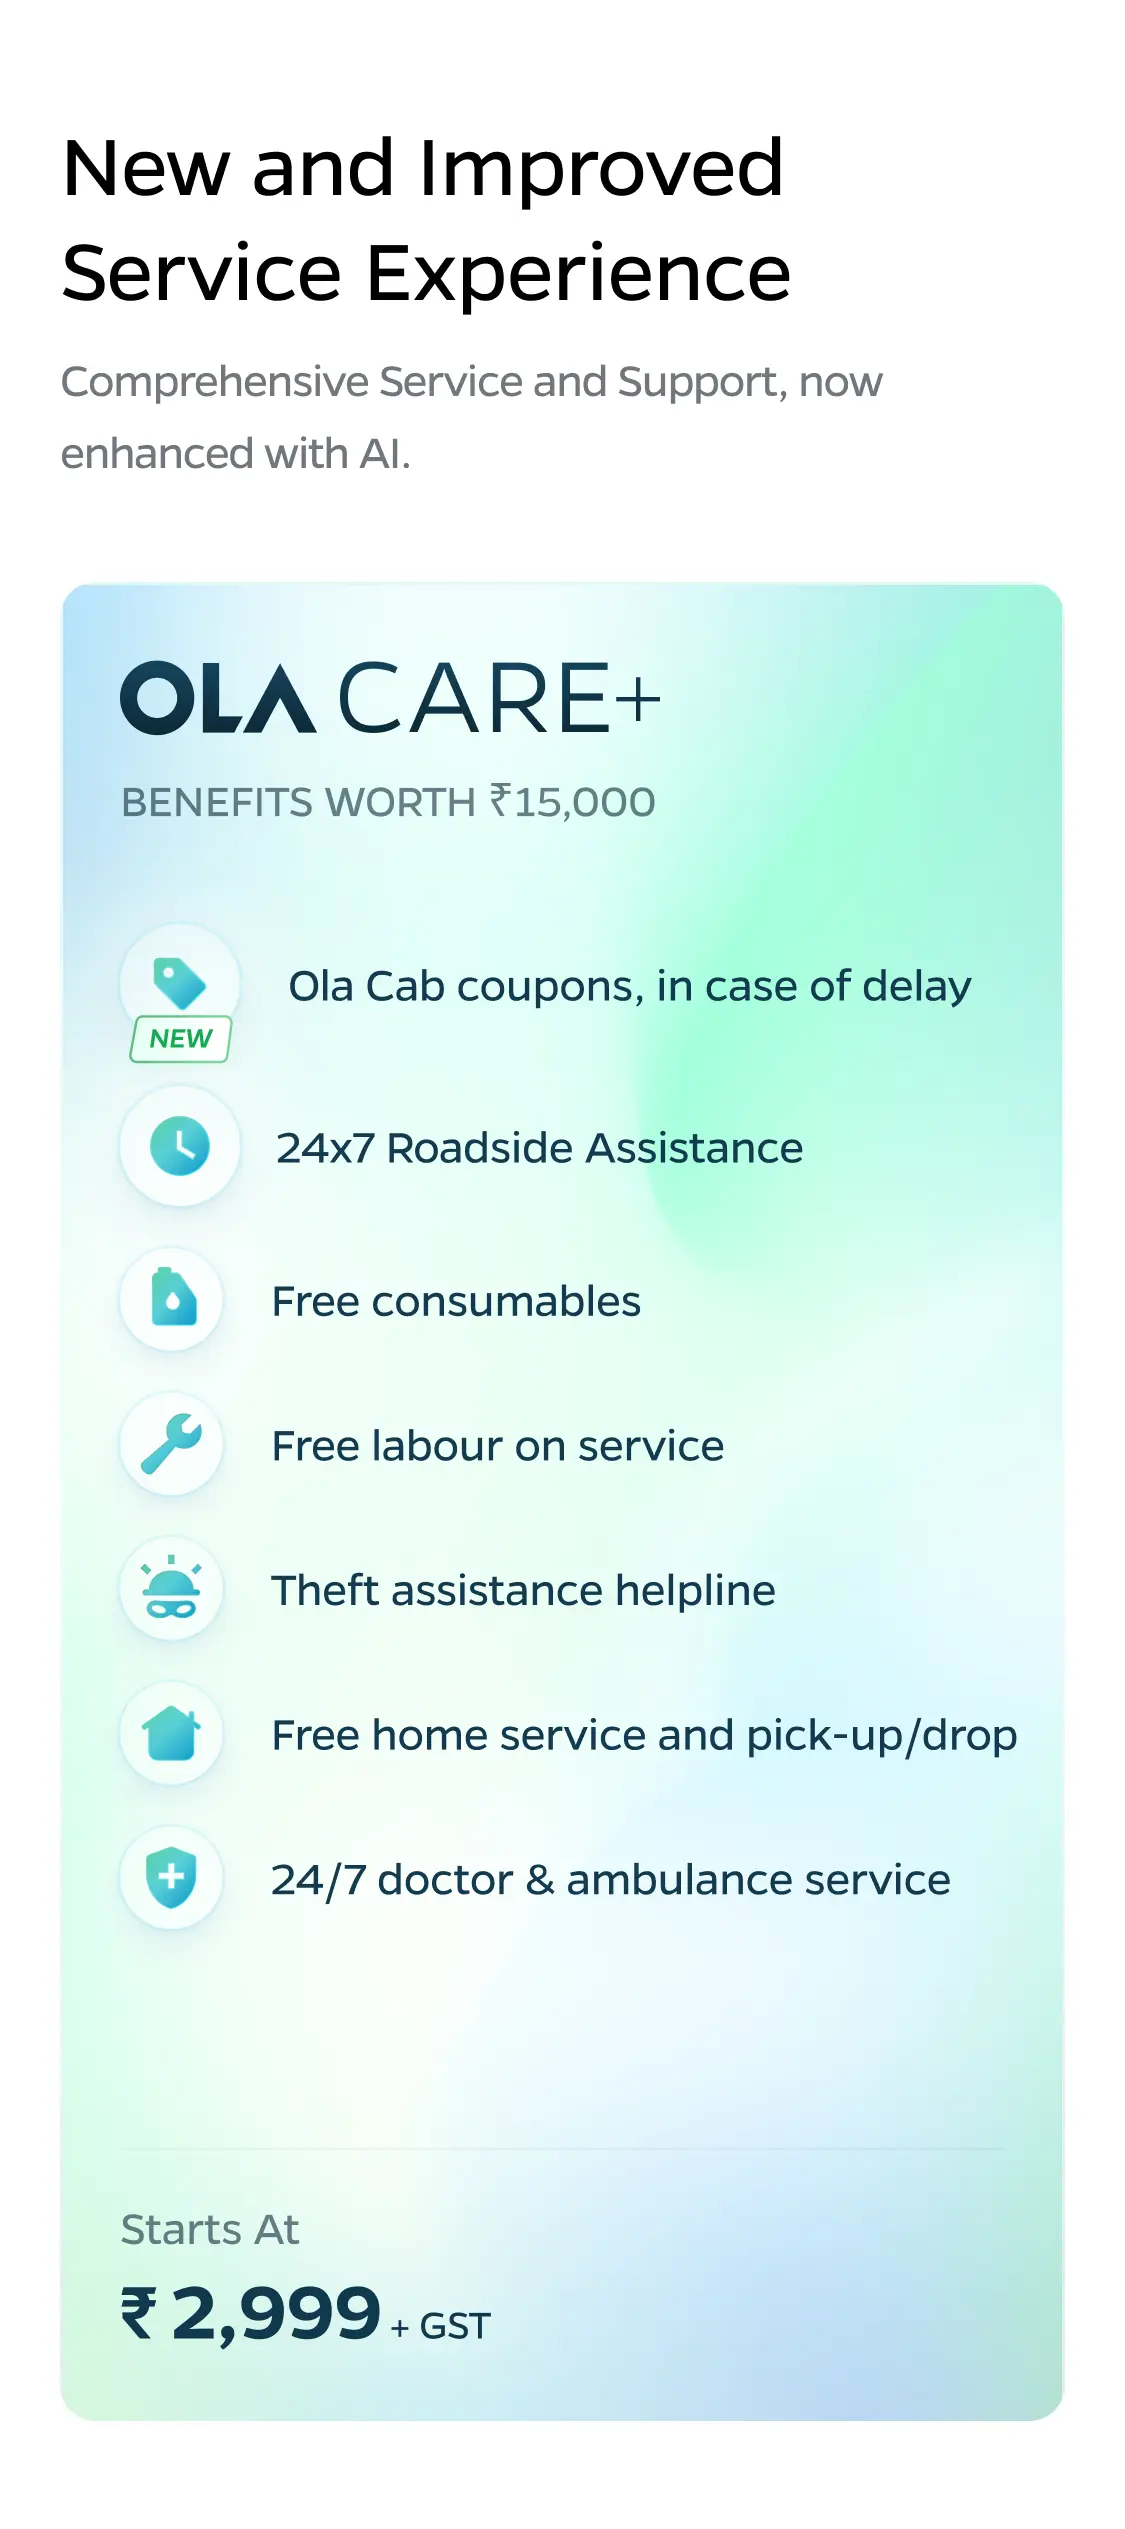 New and Improved
Service Experience
Comprehensive Service and Support, now
enhanced with AI.
OLA CARE+
BENEFITS WORTH ₹15,000
Ola Cab coupons, in case of delay
NEW
24x7 Roadside Assistance
Free consumables
Free labour on service
Theft assistance helpline
Free home service and pick-up/drop
24/7 doctor & ambulance service
Starts At
₹ 2,999 + GST